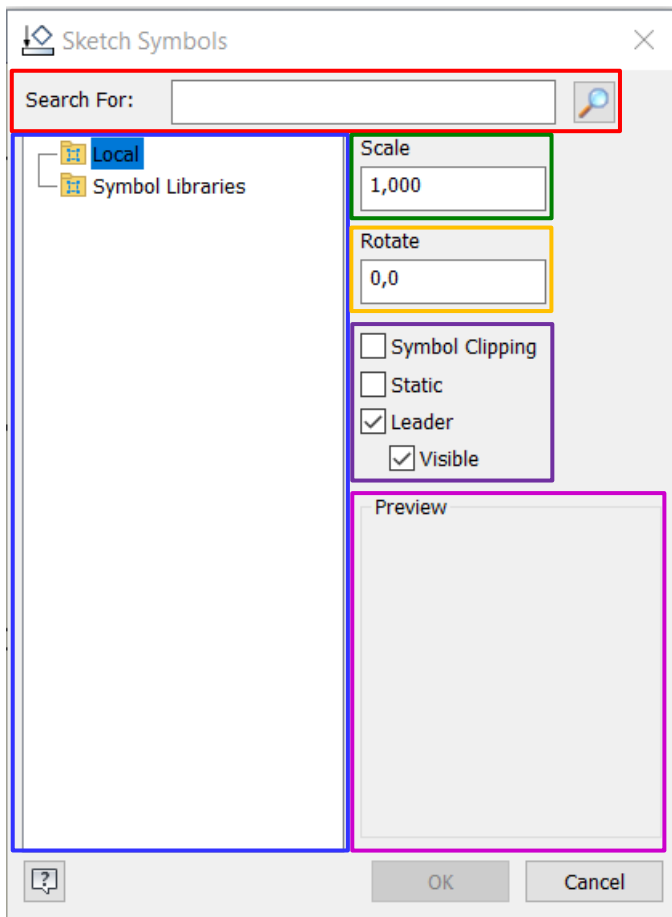 Sketch Symbols
Search For:
Local
Symbol Libraries
Scale
1,000
Rotate
0,0
Symbol Clipping
Static
Leader
Visible
Preview
OK
Cancel